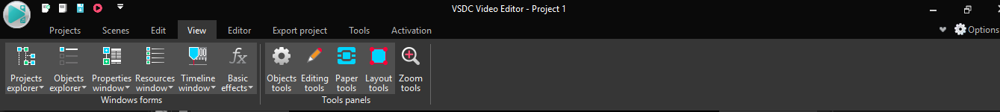 VSDC Video Editor - Project 1
Projects Scenes Edit View Editor Export project Tools Activation Options
Projects explorer Objects explorer Properties window Resources window Timeline window fx Basic effects Objects tools Editing tools Paper tools Layout tools Zoom tools
Windows forms Tools panels